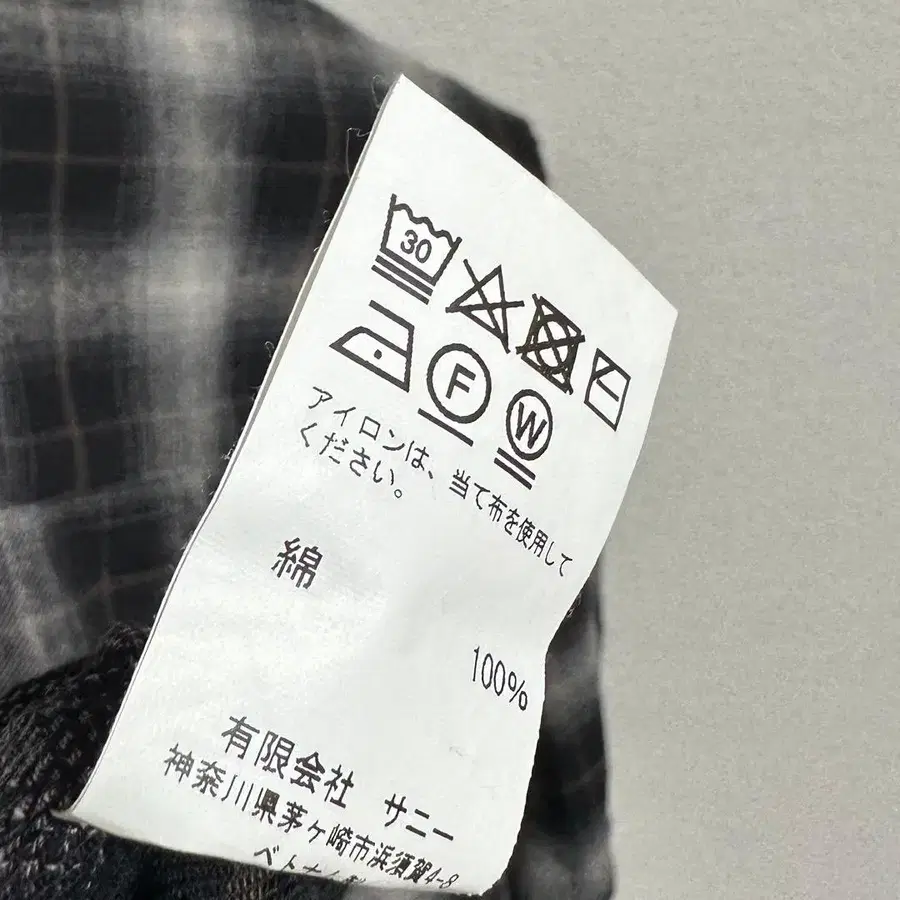 30
F
W
アイロンは、当て布を使用して
ください。
綿
100%
有限会社 サニー
神奈川県茅ヶ崎市浜須賀4-8